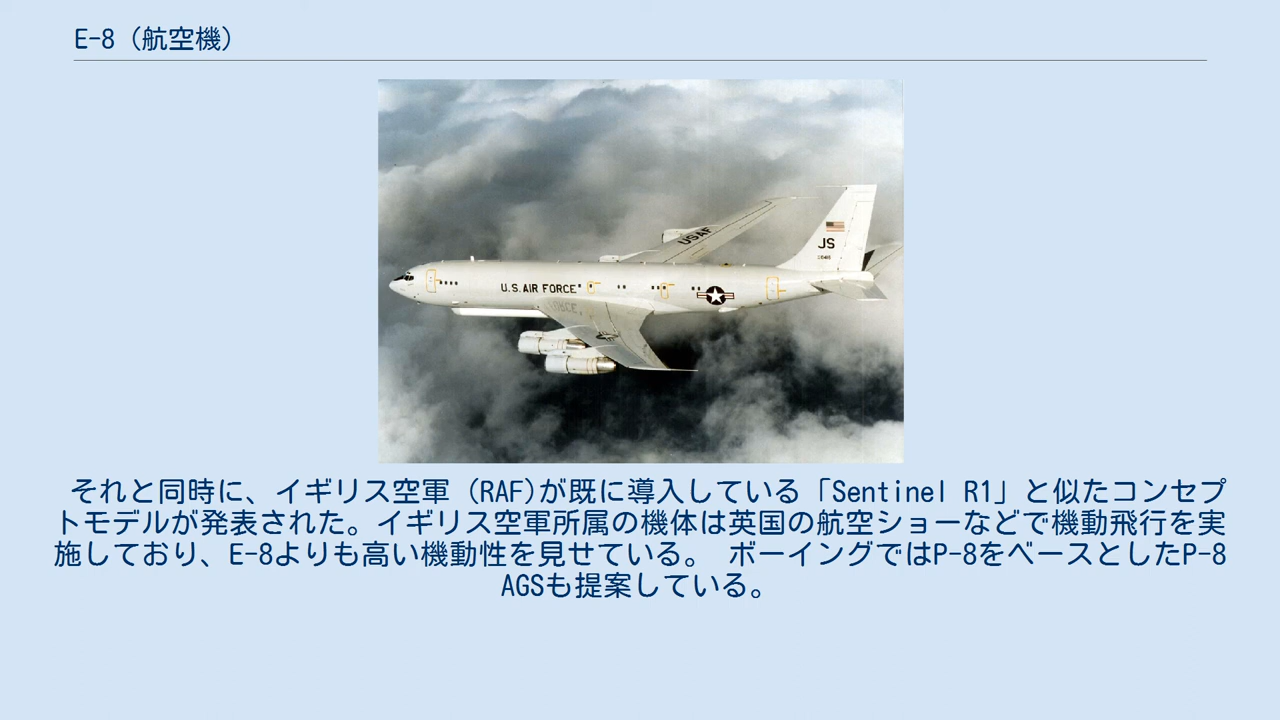 E-8（航空機）
USAF
JS
U.S.AIR FORCE
FORCE
それと同時に、イギリス空軍（RAF)が既に導入している「Sentinel R1」と似たコンセプ
トモデルが発表された。イギリス空軍所属の機体は英国の航空ショーなどで機動飛行を実
施しており、E-8よりも高い機動性を見せている。 ボーイングではP-8をベースとしたP-8
AGSも提案している。